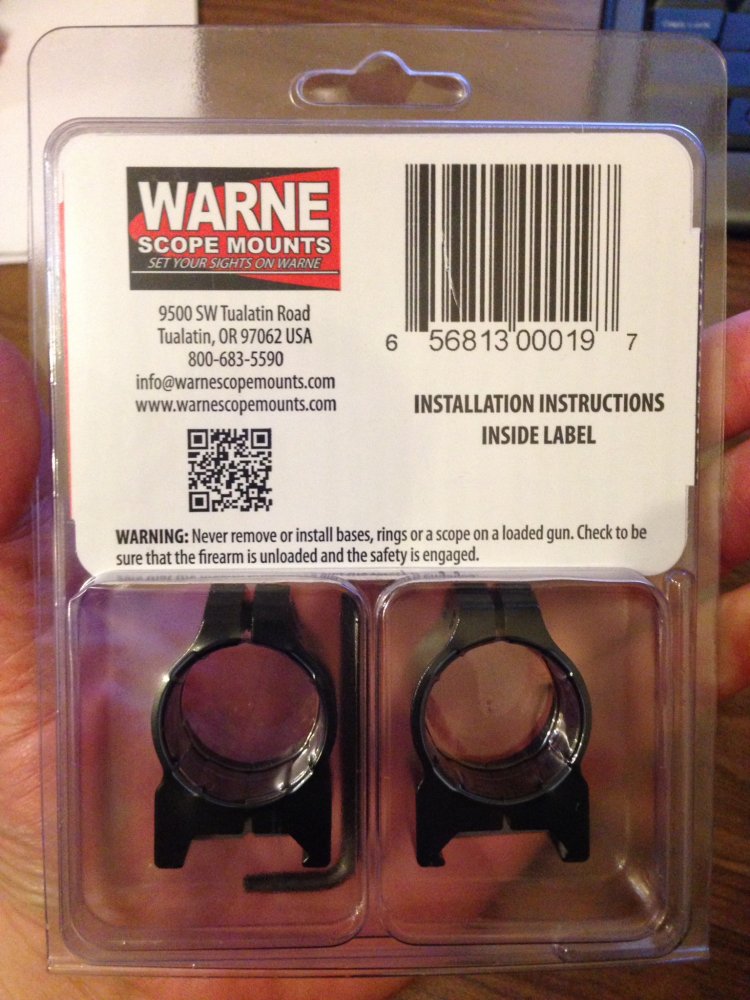 WARNE
SCOPE MOUNTS
SET YOUR SIGHTS ON WARNE
9500 SW Tualatin Road
Tualatin, OR 97062 USA
800-683-5590
info@warnescopemounts.com
www.warnescopemounts.com
6 56813 00019 7
INSTALLATION INSTRUCTIONS
INSIDE LABEL
WARNING: Never remove or install bases, rings or a scope on a loaded gun. Check to be
sure that the firearm is unloaded and the safety is engaged.